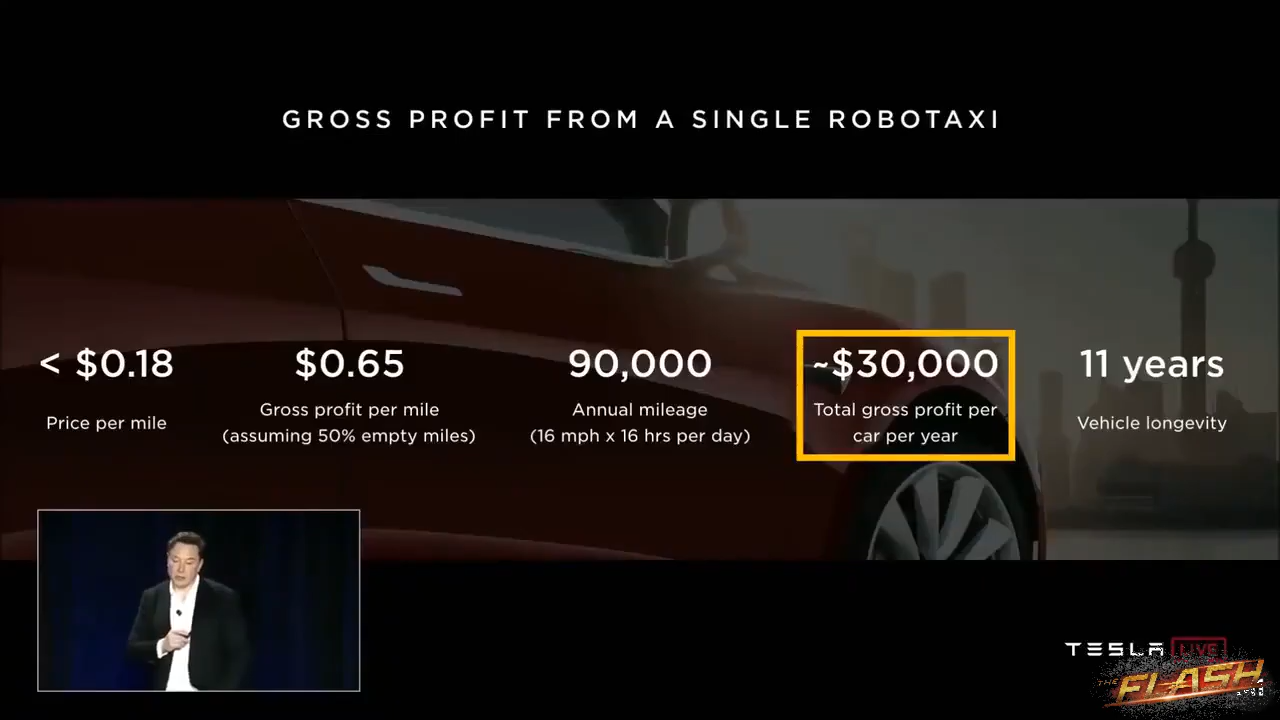 GROSS PROFIT FROM A SINGLE ROBOTAXI
< $0.18
Price per mile
$0.65
Gross profit per mile
(assuming 50% empty miles)
90,000
Annual mileage
(16 mph x 16 hrs per day)
~$30,000
Total gross profit per
car per year
11 years
Vehicle longevity
TESLA LIVE
THE FLASH